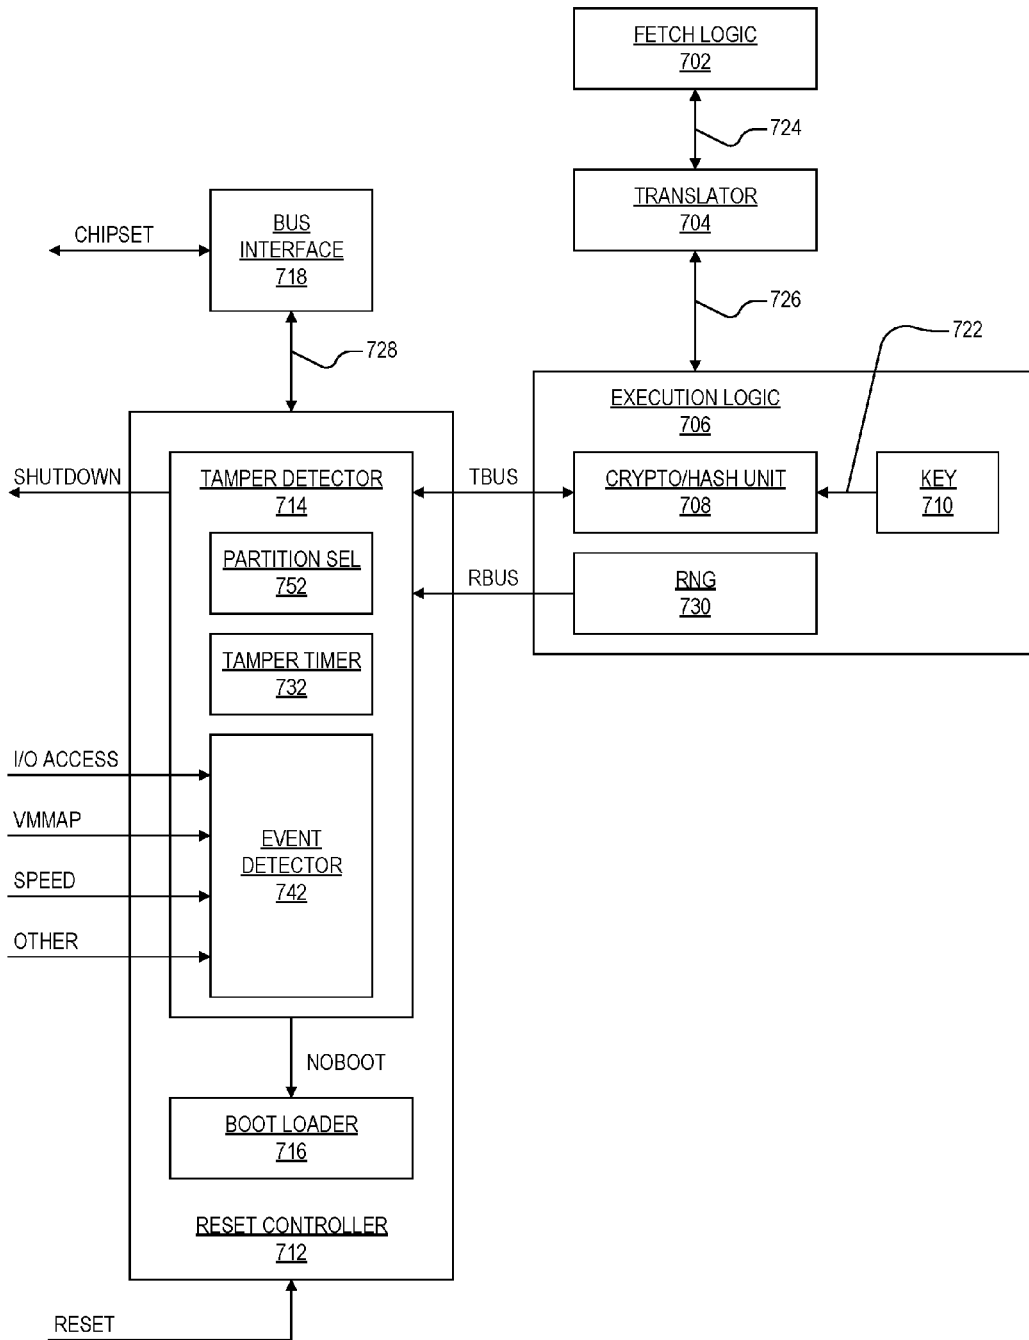 FETCH LOGIC
702
724
TRANSLATOR
704
CHIPSET
BUS
INTERFACE
718
726
728
722
EXECUTION LOGIC
706
SHUTDOWN
TAMPER DETECTOR
714
TBUS
CRYPTO/HASH UNIT
708
KEY
710
PARTITION SEL
752
RBUS
RNG
730
TAMPER TIMER
732
I/O ACCESS
VMMAP
SPEED
OTHER
EVENT
DETECTOR
742
NOBOOT
BOOT LOADER
716
RESET CONTROLLER
712
RESET